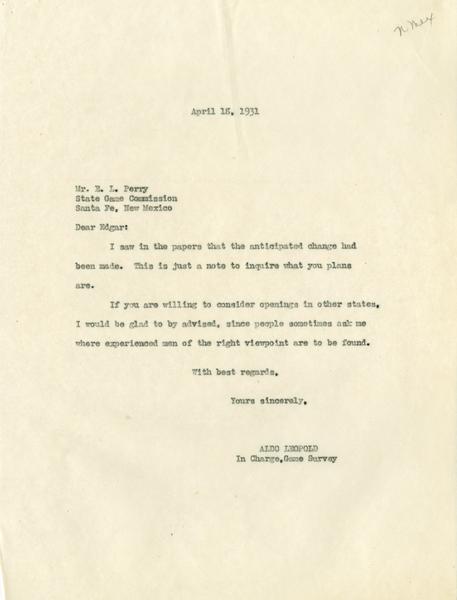 N Mex
April 16, 1931
Mr. E. L. Perry
State Game Commission
Santa Fe, New Mexico
Dear Edgar:
I saw in the papers that the anticipated change had
been made. This is just a note to inquire what you plans
are.
If you are willing to consider openings in other states,
I would be glad to by advised, since people sometimes ask me
where experienced men of the right viewpoint are to be found.
With best regards,
Yours sincerely,
ALDO LEOPOLD
In Charge,Game Survey